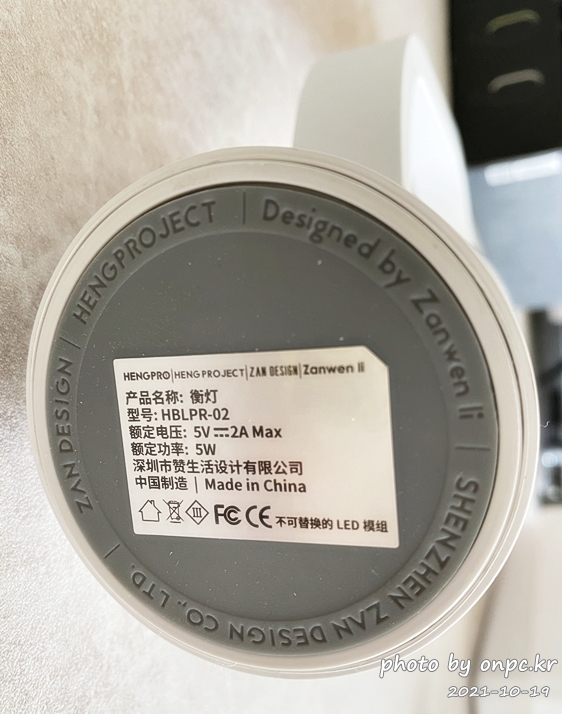 HENGPROJECT | Designed by Zanwen li | SHENZHEN ZAN DESIGN CO., LTD. | ZAN DESIGN |
HENGPRO|HENG PROJECT|ZAN DESIGN|Zanwen li
产品名称: 衡灯
型号: HBLPR-02
额定电压: 5V⎓2A Max
额定功率: 5W
深圳市赞生活设计有限公司
中国制造 | Made in China
III FC CE 不可替换的 LED 模组
photo by onpc.kr
2021-10-19